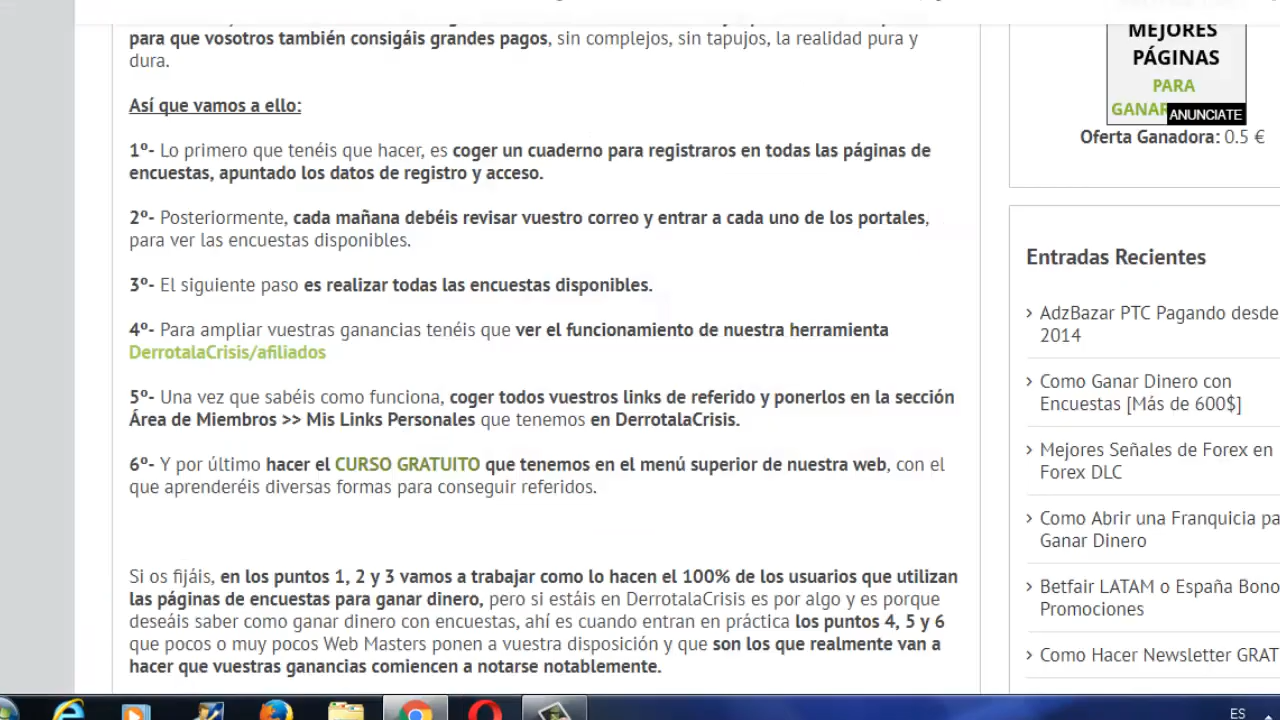 para que vosotros también consigáis grandes pagos, sin complejos, sin tapujos, la realidad pura y
dura.
Así que vamos a ello:
1º- Lo primero que tenéis que hacer, es coger un cuaderno para registraros en todas las páginas de
encuestas, apuntado los datos de registro y acceso.
2º- Posteriormente, cada mañana debéis revisar vuestro correo y entrar a cada uno de los portales,
para ver las encuestas disponibles.
3º- El siguiente paso es realizar todas las encuestas disponibles.
4º- Para ampliar vuestras ganancias tenéis que ver el funcionamiento de nuestra herramienta
DerrotalaCrisis/afiliados
5º- Una vez que sabéis como funciona, coger todos vuestros links de referido y ponerlos en la sección
Área de Miembros >> Mis Links Personales que tenemos en DerrotalaCrisis.
6º- Y por último hacer el CURSO GRATUITO que tenemos en el menú superior de nuestra web, con el
que aprenderéis diversas formas para conseguir referidos.
Si os fijáis, en los puntos 1, 2 y 3 vamos a trabajar como lo hacen el 100% de los usuarios que utilizan
las páginas de encuestas para ganar dinero, pero si estáis en DerrotalaCrisis es por algo y es porque
deseáis saber como ganar dinero con encuestas, ahí es cuando entran en práctica los puntos 4, 5 y 6
que pocos o muy pocos Web Masters ponen a vuestra disposición y que son los que realmente van a
hacer que vuestras ganancias comiencen a notarse notablemente.
MEJORES
PÁGINAS
PARA
GANAR
ANUNCIATE
Oferta Ganadora: 0.5 €
Entradas Recientes
› AdzBazar PTC Pagando desde
2014
› Como Ganar Dinero con
Encuestas [Más de 600$]
› Mejores Señales de Forex en
Forex DLC
› Como Abrir una Franquicia pa
Ganar Dinero
› Betfair LATAM o España Bono
Promociones
› Como Hacer Newsletter GRAT
ES